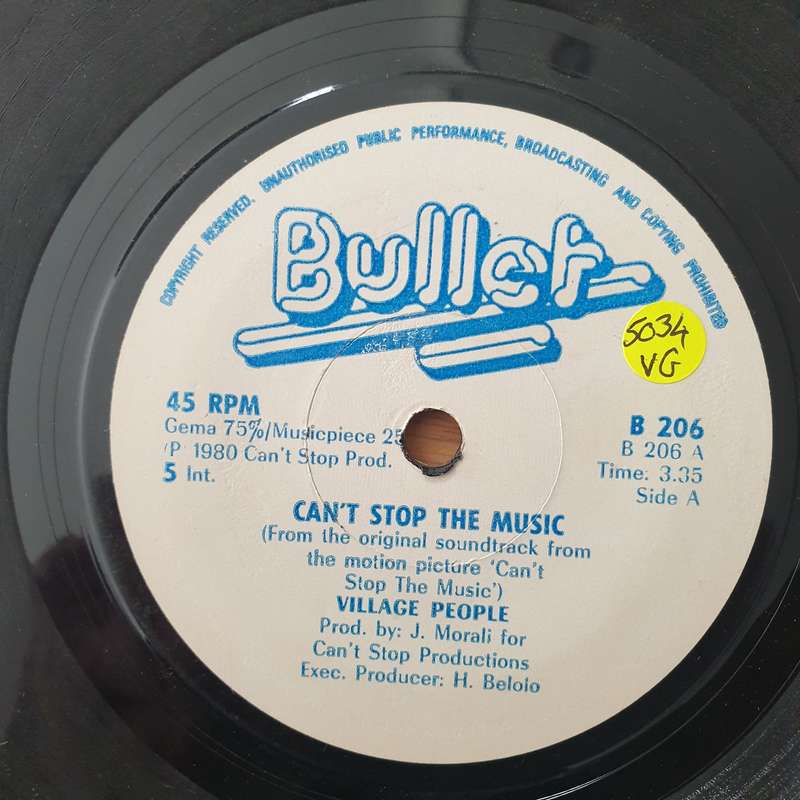 COPYRIGHT RESERVED. UNAUTHORISED PUBLIC PERFORMANCE, BROADCASTING AND COPYING PROHIBITED
Bullet
5034
VG
45 RPM
Gema 75%/Musicpiece 25
(P) 1980 Can't Stop Prod.
5 Int.
B 206
B 206 A
Time: 3.35
Side A
CAN'T STOP THE MUSIC
(From the original soundtrack from
the motion picture 'Can't
Stop The Music')
VILLAGE PEOPLE
Prod. by: J. Morali for
Can't Stop Productions
Exec. Producer: H. Belolo